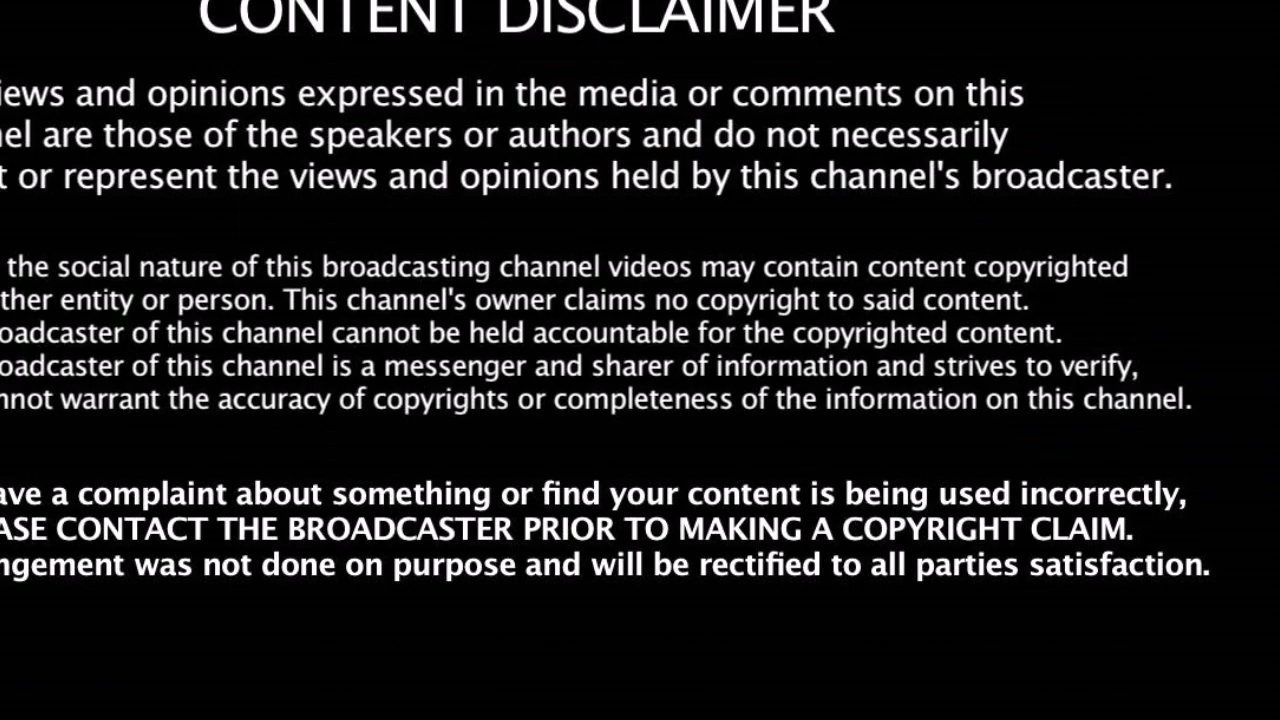 CONTENT DISCLAIMER
iews and opinions expressed in the media or comments on this
nel are those of the speakers or authors and do not necessarily
t or represent the views and opinions held by this channel's broadcaster.
the social nature of this broadcasting channel videos may contain content copyrighted
ther entity or person. This channel's owner claims no copyright to said content.
oadcaster of this channel cannot be held accountable for the copyrighted content.
oadcaster of this channel is a messenger and sharer of information and strives to verify,
nnot warrant the accuracy of copyrights or completeness of the information on this channel.
ave a complaint about something or find your content is being used incorrectly,
ASE CONTACT THE BROADCASTER PRIOR TO MAKING A COPYRIGHT CLAIM.
ngement was not done on purpose and will be rectified to all parties satisfaction.